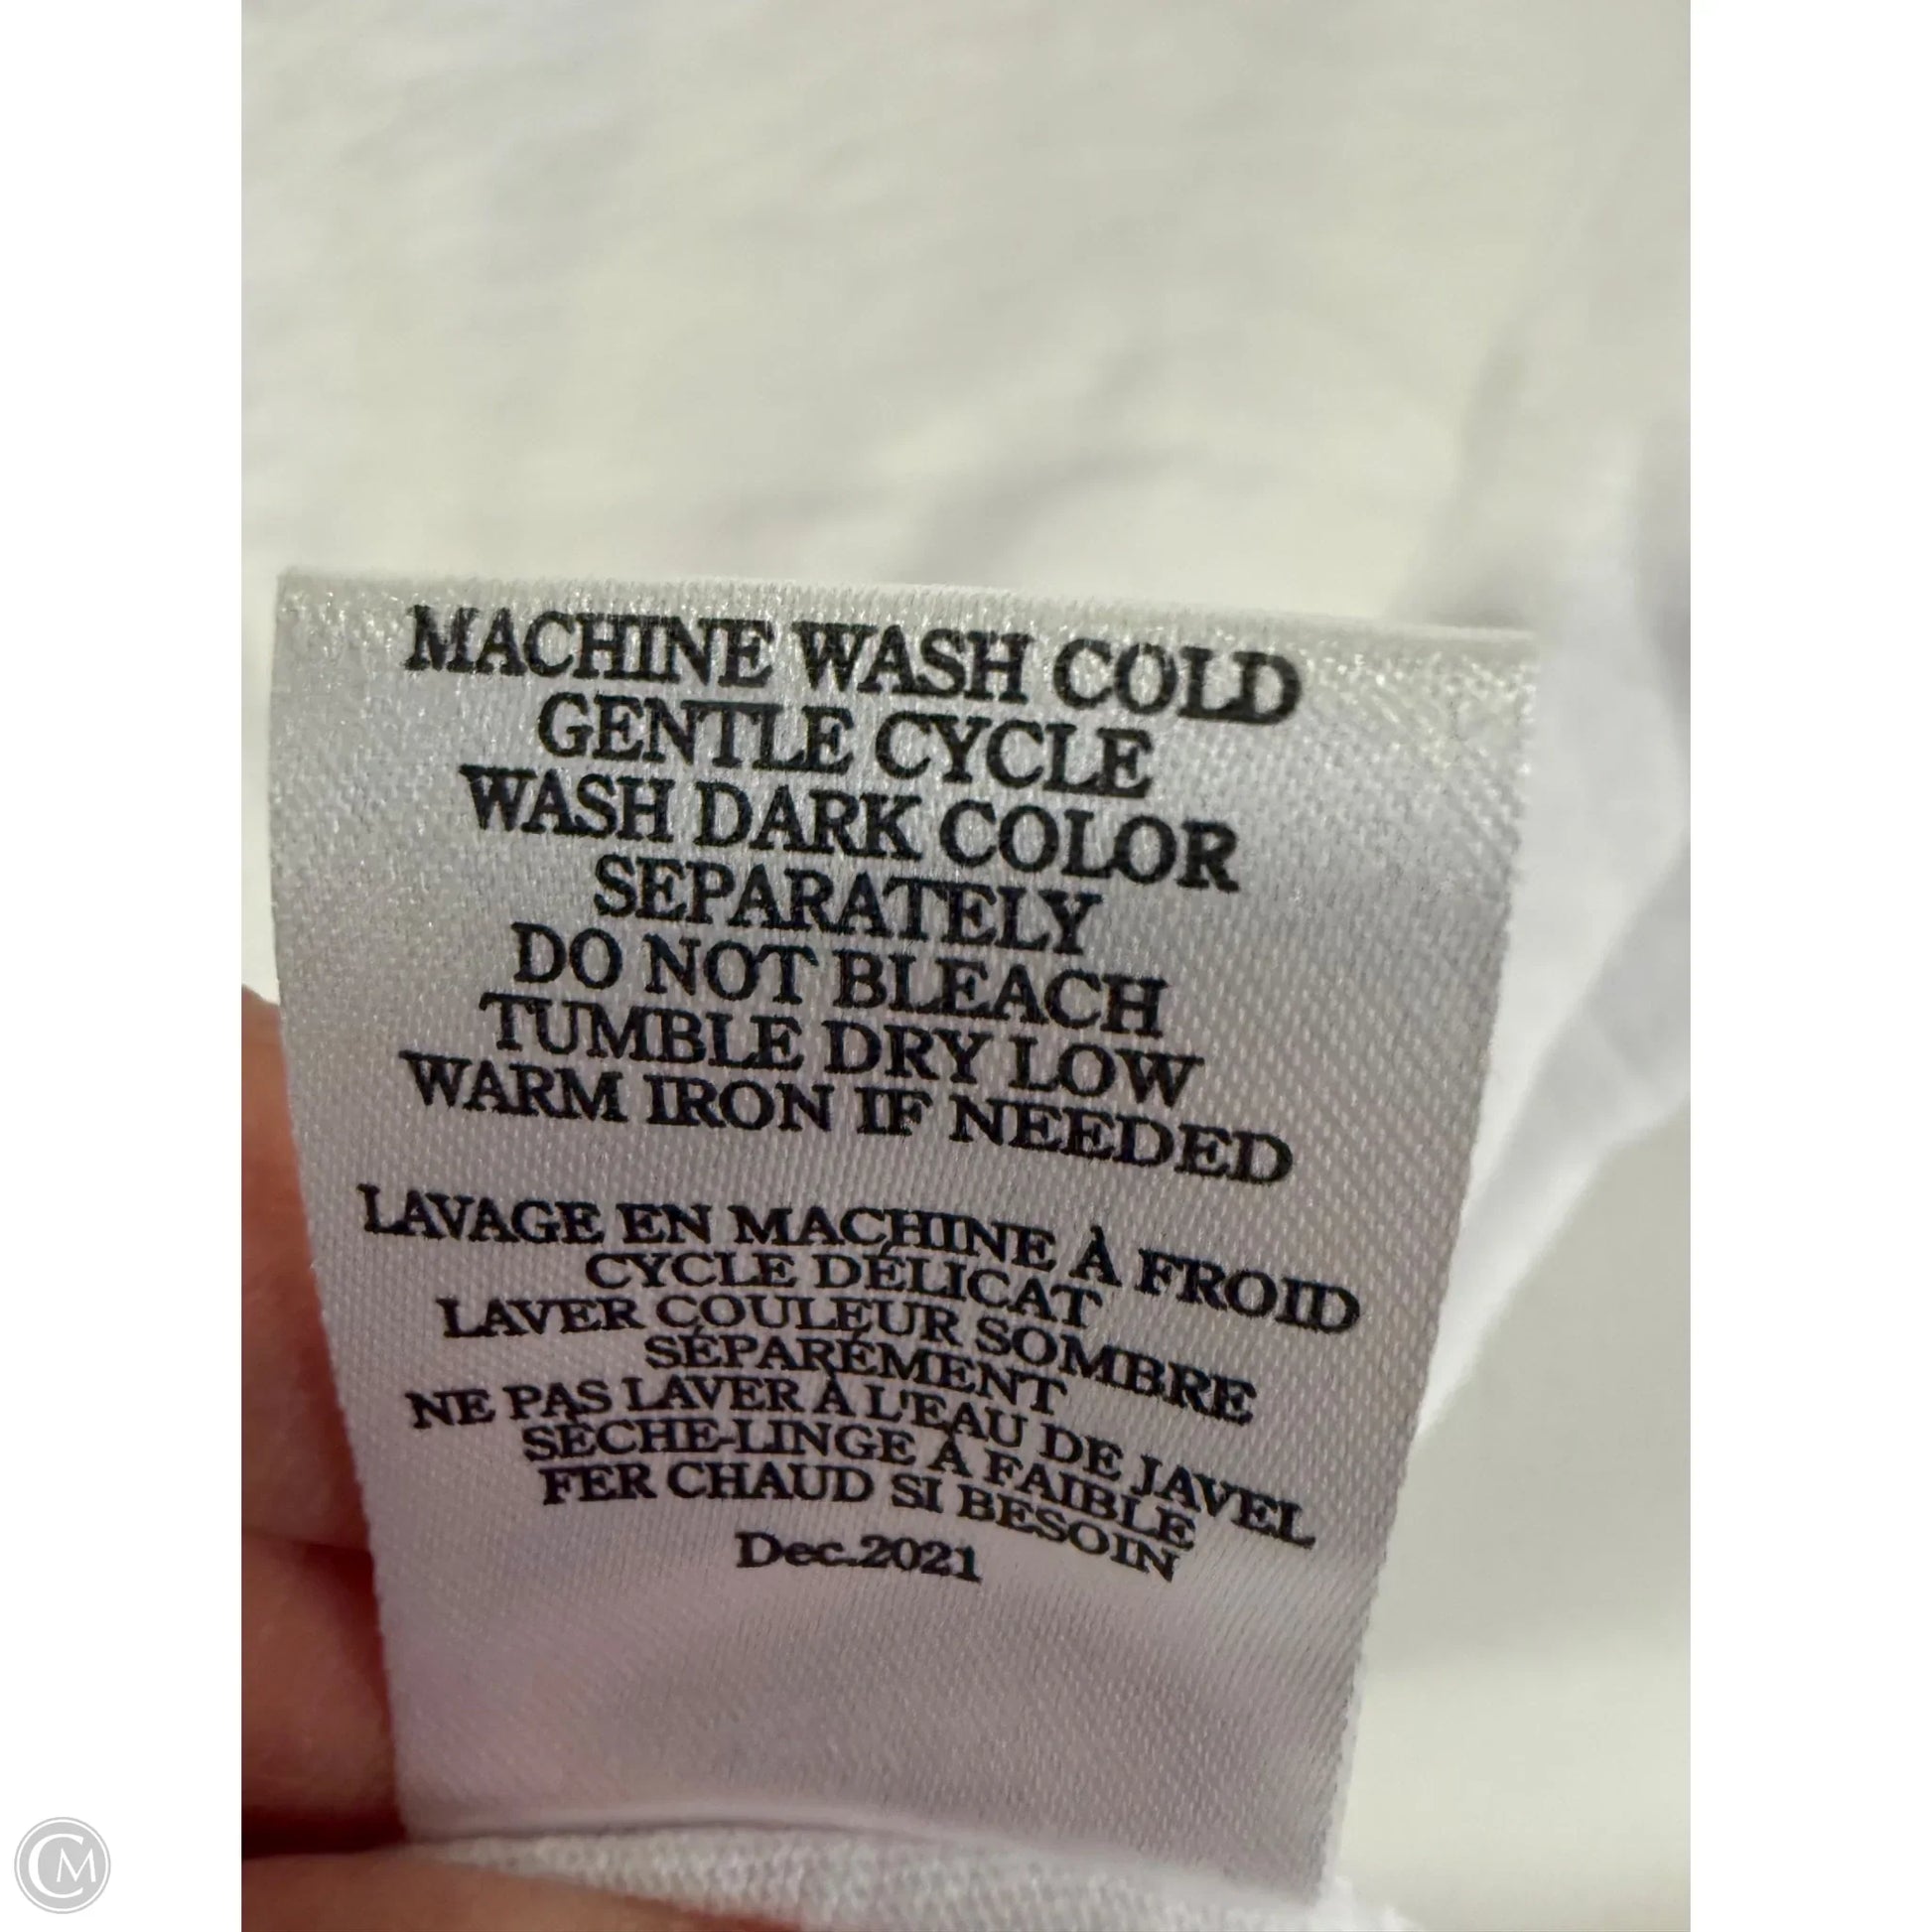 MACHINE WASH COLD
GENTLE CYCLE
WASH DARK COLOR
SEPARATELY
DO NOT BLEACH
TUMBLE DRY LOW
WARM IRON IF NEEDED
LAVAGE EN MACHINE À FROID
CYCLE DÉLICAT
LAVER COULEUR SOMBRE
SÉPARÉMENT
NE PAS LAVER À L'EAU DE JAVEL
SÈCHE-LINGE À FAIBLE
FER CHAUD SI BESOIN
Dec.2021
CM